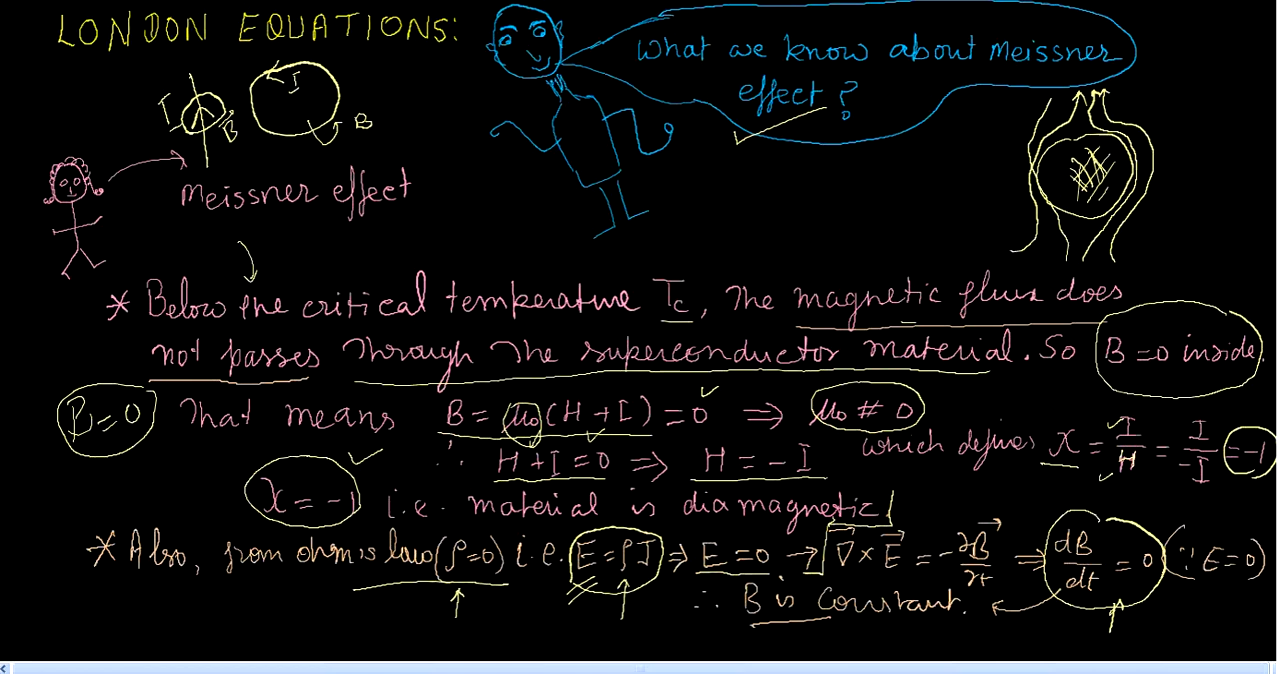 LONDON EQUATIONS:
What we know about Meissner
effect?
I B I B
Meissner effect
* Below the critical temperature Tc, The magnetic flux does
not passes through the superconductor material. So B=0 inside.
B=0 That means B = μ0(H+I) = 0 ⇒ μ0 # 0
∴ H+I=0 ⇒ H = -I which defines χ = I/H = I/-I = -1
χ = -1 i.e. material is diamagnetic
* Also, from ohm's law (ρ=0) i.e. E = ρJ ⇒ E=0 → ∇⃗ × E⃗ = -∂B⃗/∂t ⇒ dB/dt = 0 (∵ E=0)
∴ B is Constant.